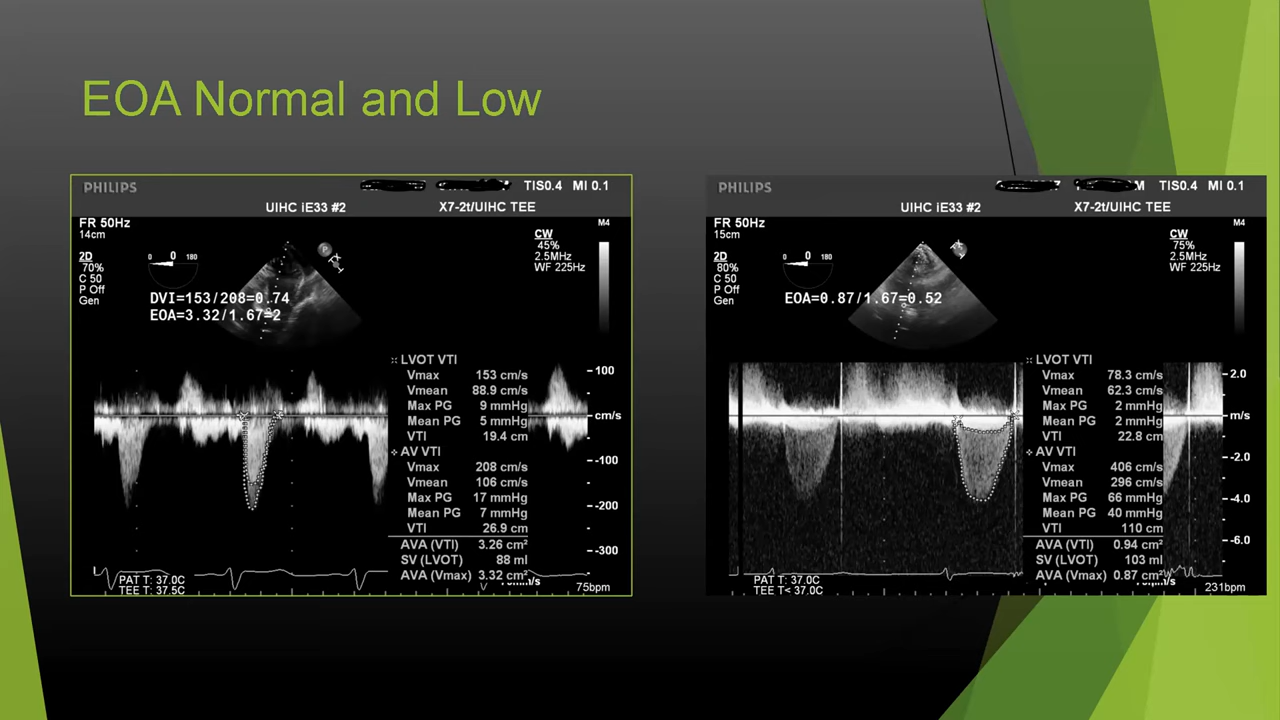 EOA Normal and Low
PHILIPS
TIS0.4 MI 0.1
UIHC iE33 #2
X7-2t/UIHC TEE
FR 50Hz
14cm
M4
2D
70%
C 50
P Off
Gen
0 0 180
P
CW
45%
2.5MHz
WF 225Hz
DVI=153/208=0.74
EOA=3.32/1.67=2
LVOT VTI
Vmax 153 cm/s
Vmean 88.9 cm/s
Max PG 9 mmHg
Mean PG 5 mmHg
VTI 19.4 cm
AV VTI
Vmax 208 cm/s
Vmean 106 cm/s
Max PG 17 mmHg
Mean PG 7 mmHg
VTI 26.9 cm
AVA (VTI) 3.26 cm²
SV (LVOT) 88 ml
AVA (Vmax) 3.32 cm²
100
cm/s
-100
-200
-300
PAT T: 37.0C
TEE T: 37.5C
75bpm
PHILIPS
M TIS0.4 MI 0.1
UIHC iE33 #2
X7-2t/UIHC TEE
FR 50Hz
15cm
M4
2D
80%
C 50
P Off
Gen
0 0 180
CW
75%
2.5MHz
WF 225Hz
EOA=0.87/1.67=0.52
LVOT VTI
Vmax 78.3 cm/s
Vmean 62.3 cm/s
Max PG 2 mmHg
Mean PG 2 mmHg
VTI 22.8 cm
AV VTI
Vmax 406 cm/s
Vmean 296 cm/s
Max PG 66 mmHg
Mean PG 40 mmHg
VTI 110 cm
AVA (VTI) 0.94 cm²
SV (LVOT) 103 ml
AVA (Vmax) 0.87 cm²
2.0
m/s
-2.0
-4.0
-6.0
PAT T: 37.0C
TEE T< 37.0C
231bpm